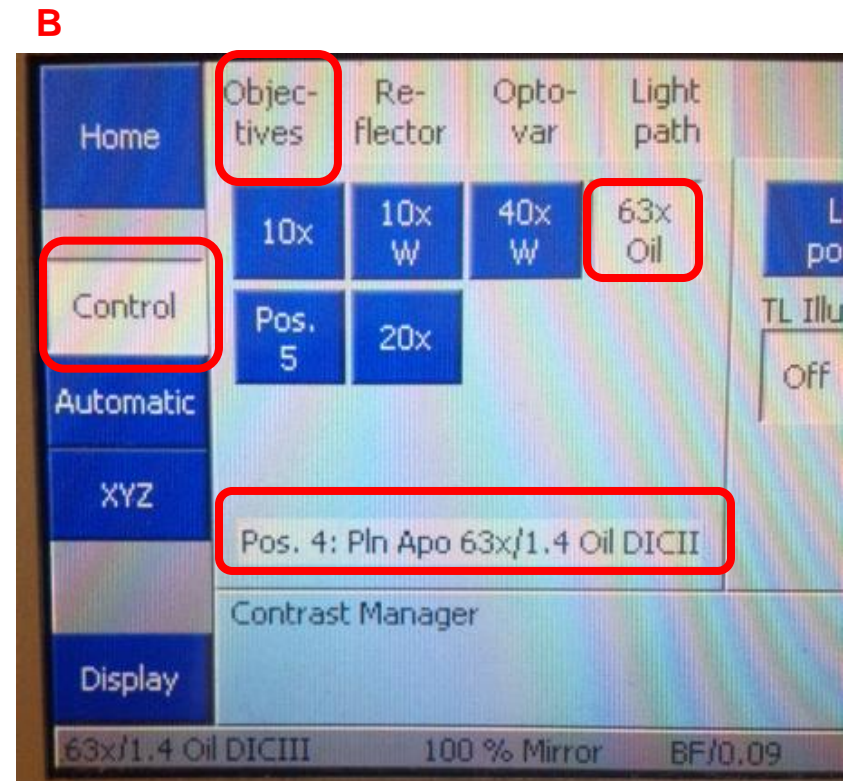 B
Objec-
tives
Re-
flector
Opto-
var
Light
path
Home
10x
10x
W
40x
W
63x
Oil
Control
Pos.
5
20x
TL Illu
Off
Automatic
XYZ
Pos. 4: Pln Apo 63x/1.4 Oil DICII
Contrast Manager
Display
63x/1.4 Oil DICIII
100 % Mirror
BF/0.09